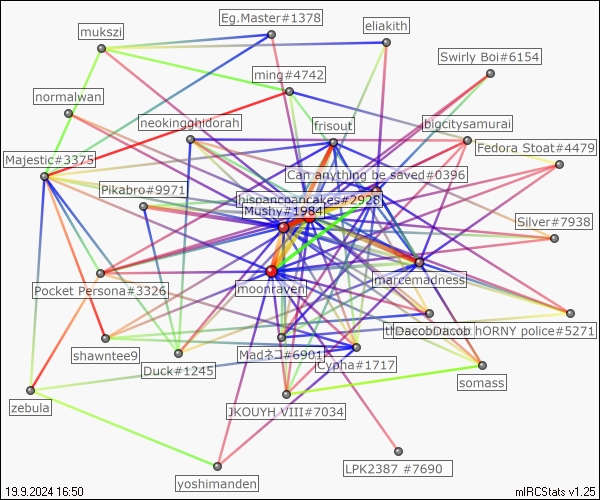 Eg.Master#1378
mukszi
eliakith
Swirly Boi#6154
ming#4742
normalwan
neokingghidorah
frisout
bigcitysamurai
Fedora Stoat#4479
Majestic#3375
Can anything be saved#0396
Pikabro#9971
hispanicpancakes#2928
Mushy#1984
Silver#7938
moonraven
marcemadness
Pocket Persona#3326
hORNY police#5271
shawntee9
Madネコ#6901
Cypha#1717
Duck#1245
somass
zebula
JKOUYH VIII#7034
LPK2387 #7690
yoshimanden
19.9.2024 16:50
mIRCStats v1.25